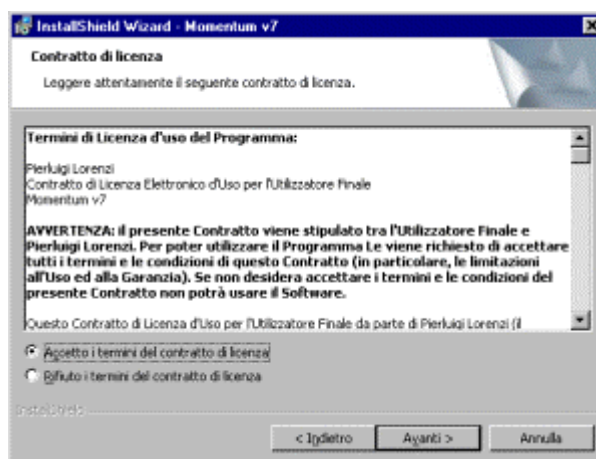 InstallShield Wizard - Momentum v7
Contratto di licenza
Leggere attentamente il seguente contratto di licenza.
Termini di Licenza d'uso del Programma:
Pierluigi Lorenzi
Contratto di Licenza Elettronico d'Uso per l'Utilizzatore Finale
Momentum v7
AVVERTENZA: il presente Contratto viene stipulato tra l'Utilizzatore Finale e
Pierluigi Lorenzi. Per poter utilizzare il Programma Le viene richiesto di accettare
tutti i termini e le condizioni di questo Contratto (in particolare, le limitazioni
all'Uso ed alla Garanzia). Se non desidera accettare i termini e le condizioni del
presente Contratto non potrà usare il Software.
Questo Contratto di Licenza d'Uso per l'Utilizzatore Finale da parte di Pierluigi Lorenzi (il
Accetto i termini del contratto di licenza
Rifiuto i termini del contratto di licenza
InstallShield
< Indietro
Avanti >
Annulla